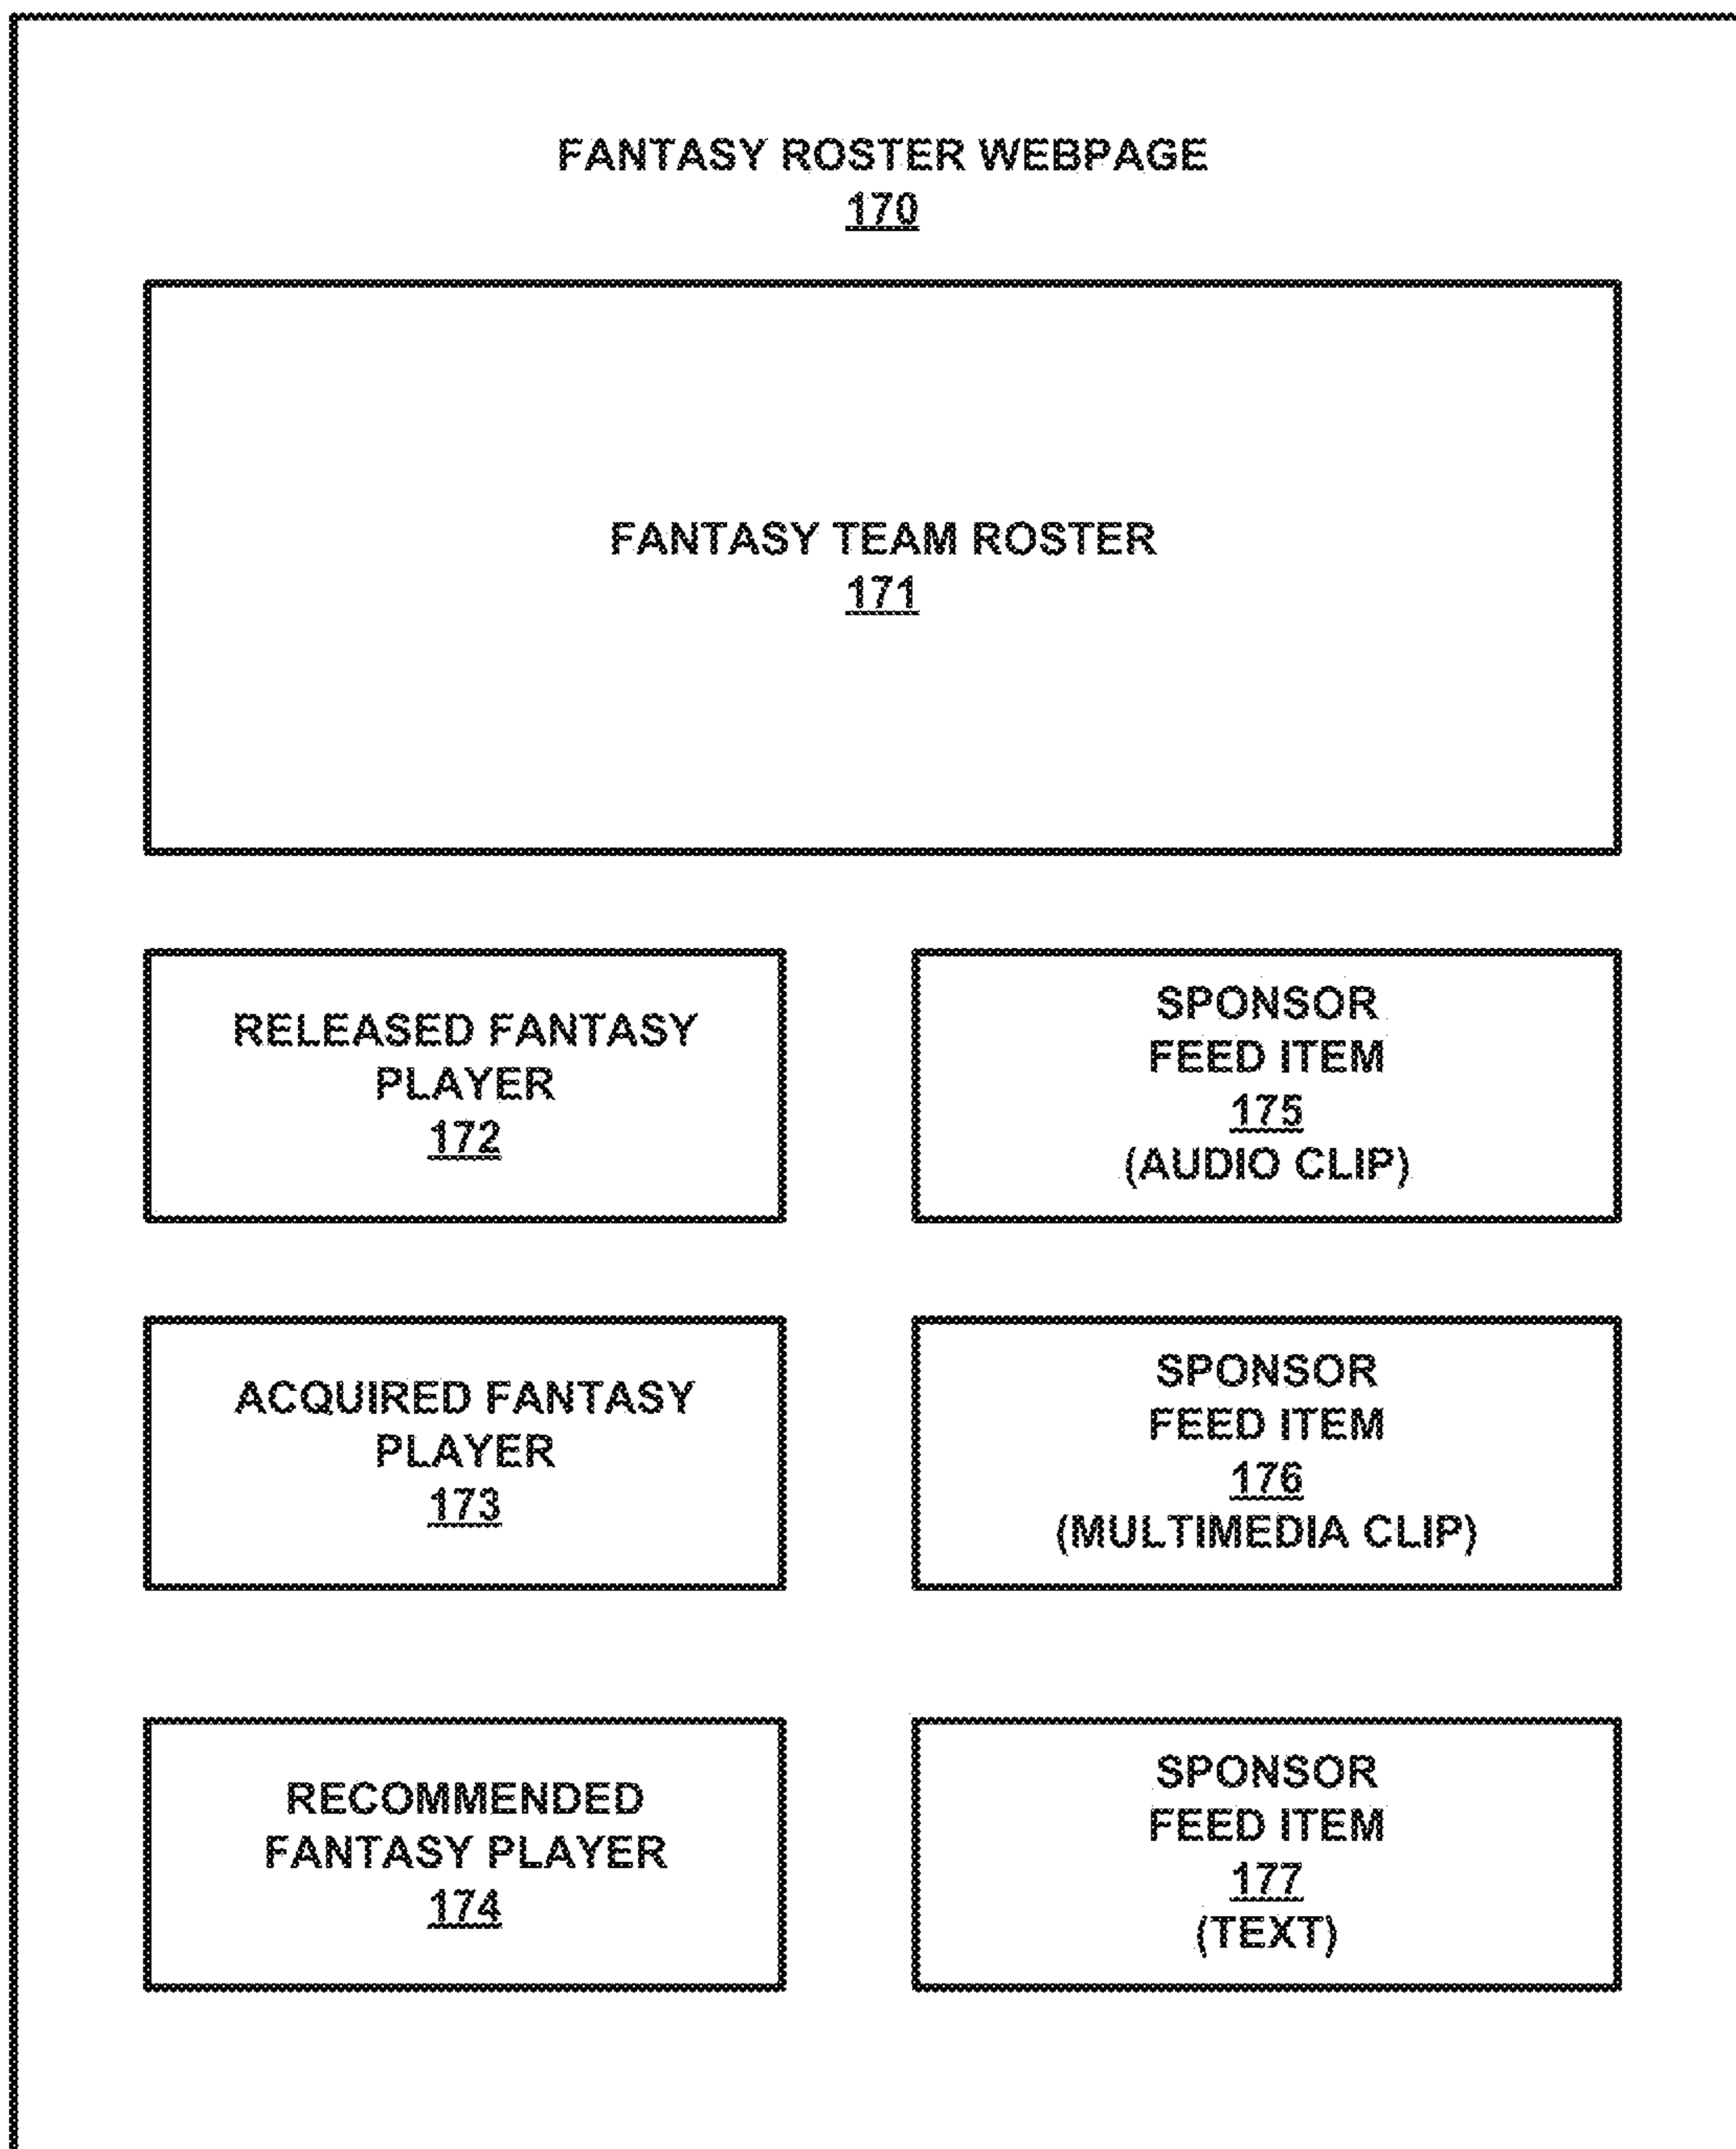 FANTASY ROSTER WEBPAGE
170
FANTASY TEAM ROSTER
171
RELEASED FANTASY
PLAYER
172
SPONSOR
FEED ITEM
175
(AUDIO CLIP)
ACQUIRED FANTASY
PLAYER
173
SPONSOR
FEED ITEM
176
(MULTIMEDIA CLIP)
RECOMMENDED
FANTASY PLAYER
174
SPONSOR
FEED ITEM
177
(TEXT)